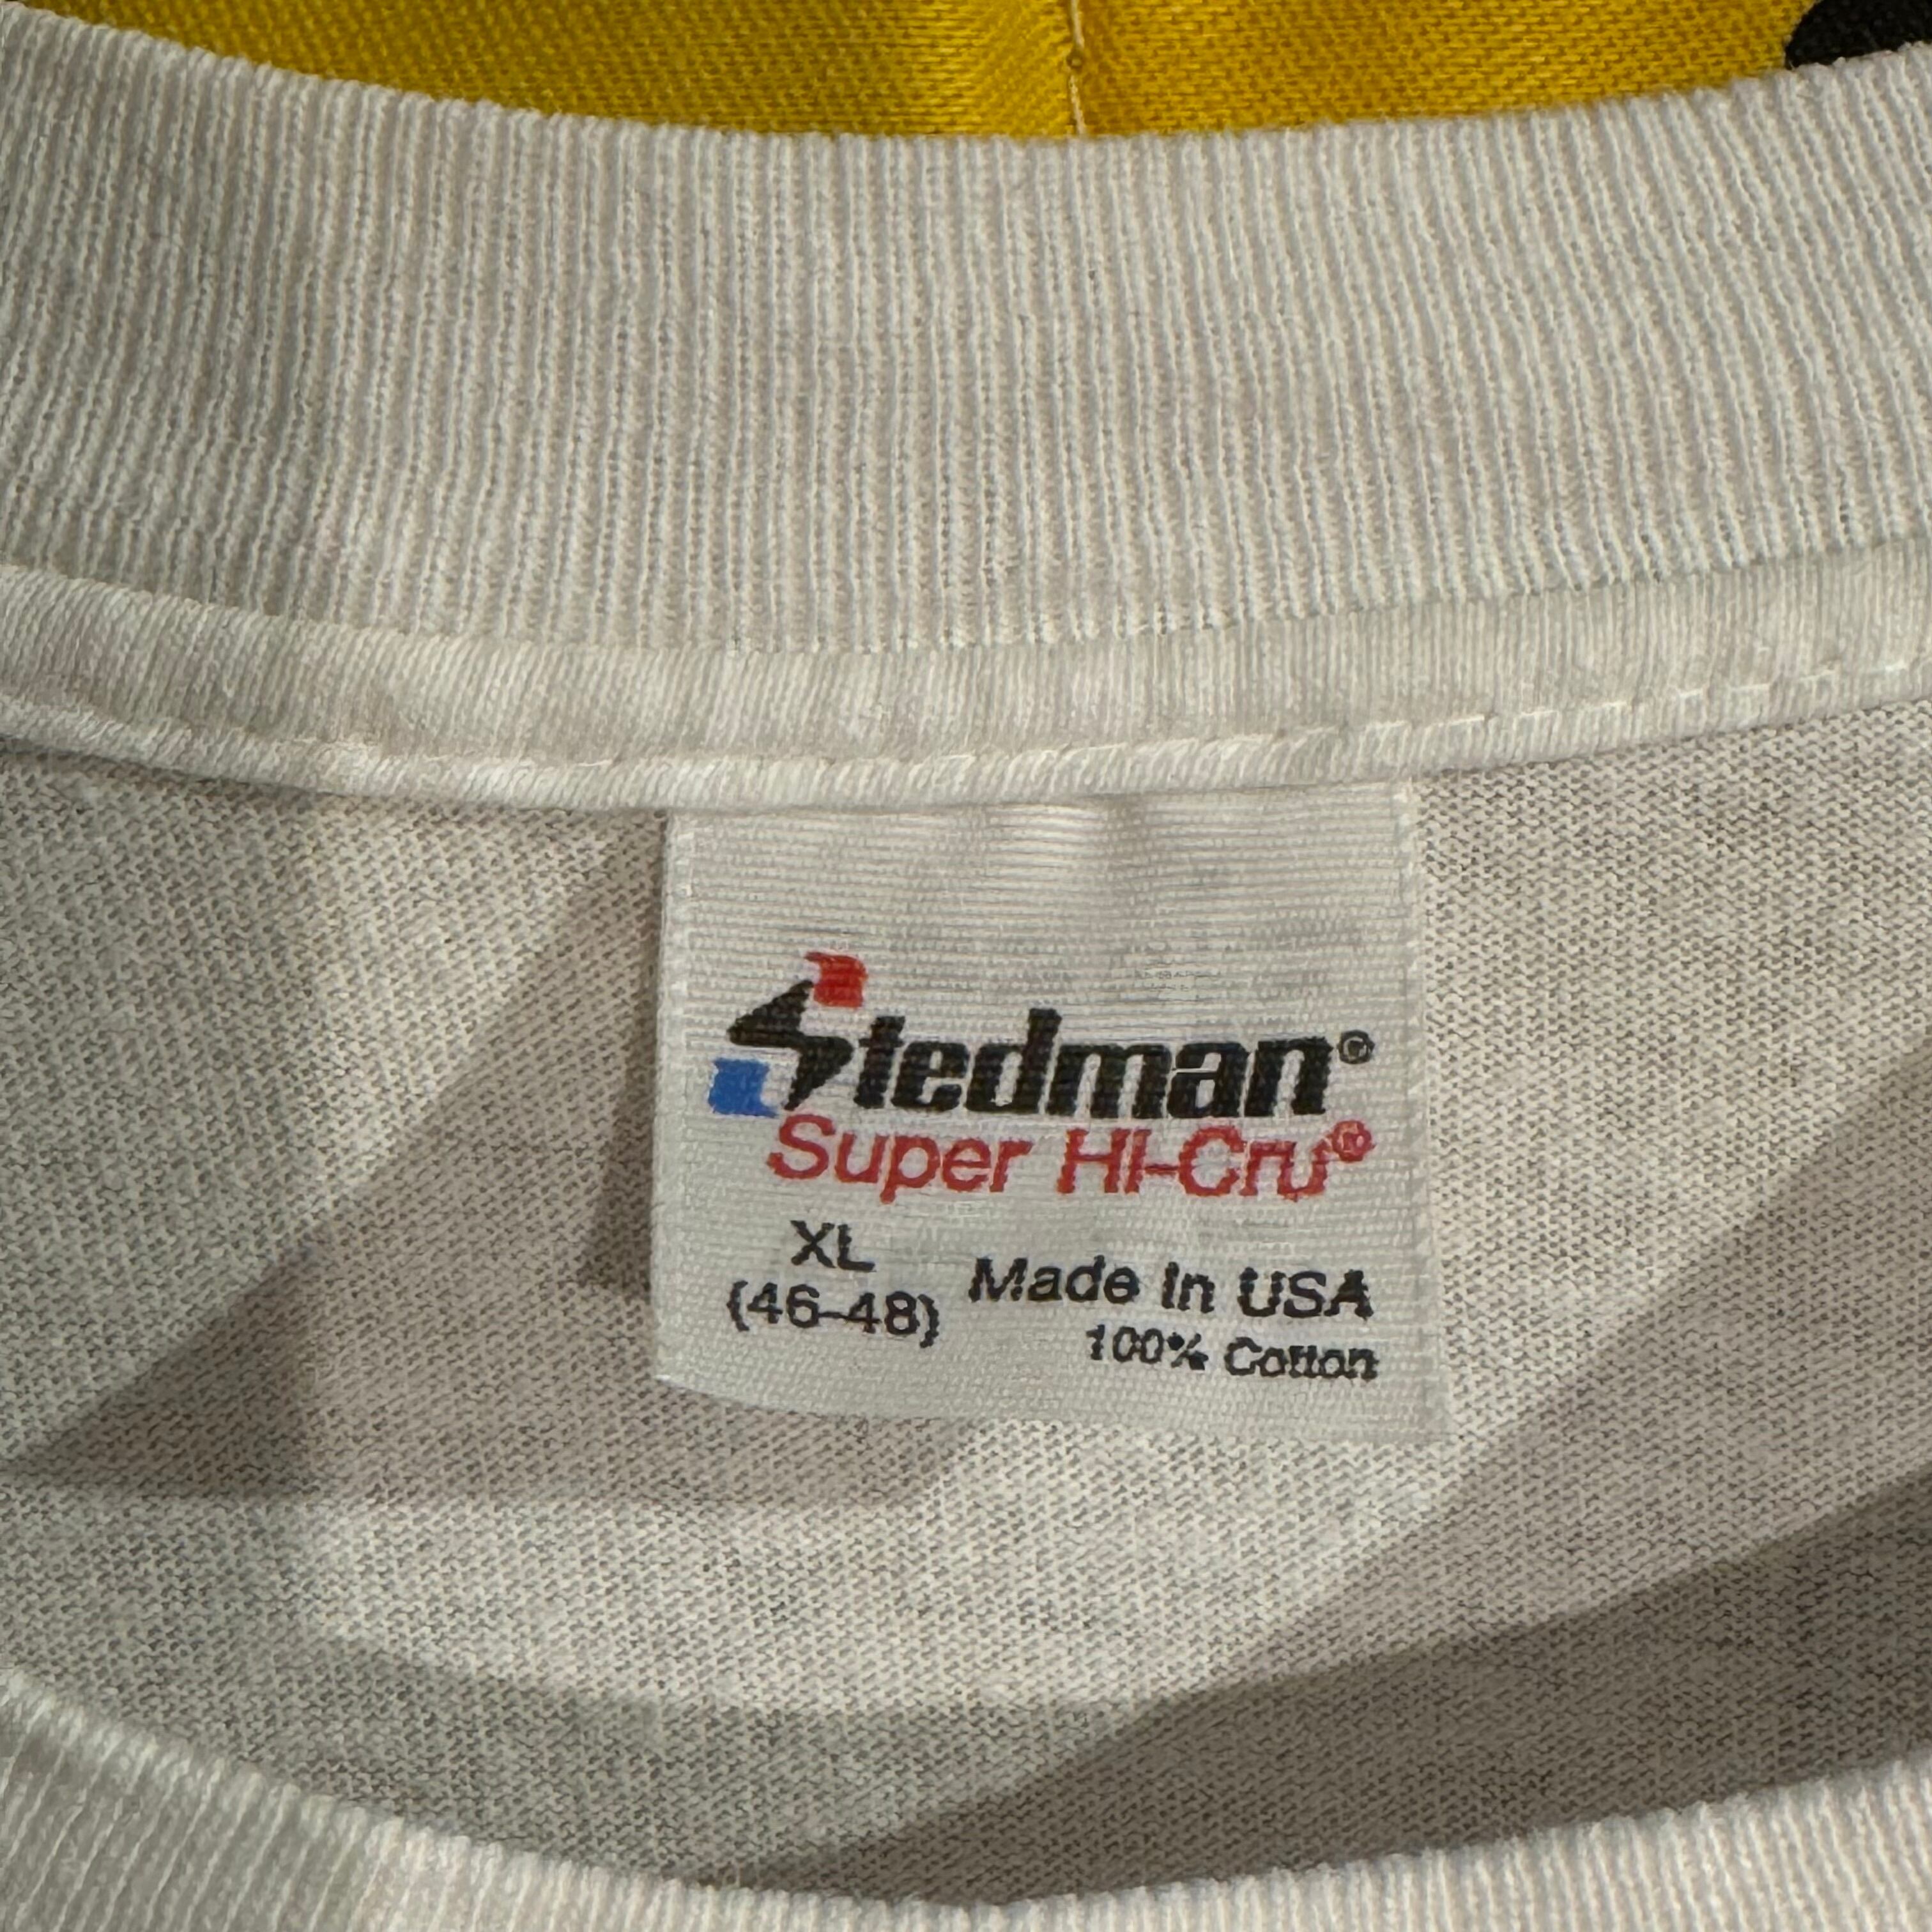 Stedman®
Super HI-Cru®
XL
(46-48)
Made In USA
100% Cotton